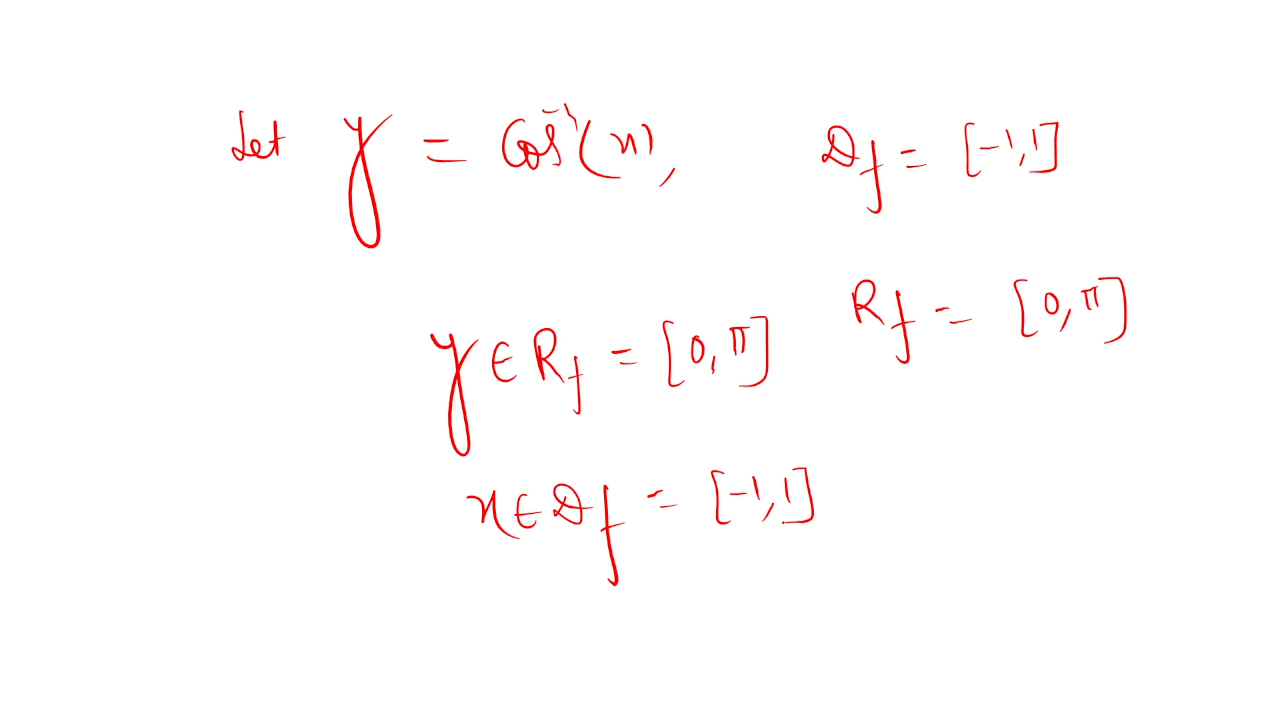 Let y = Cos⁻¹(x), D_f = [-1,1]
R_f = [0,π]
y ∈ R_f = [0,π]
x ∈ D_f = [-1,1]